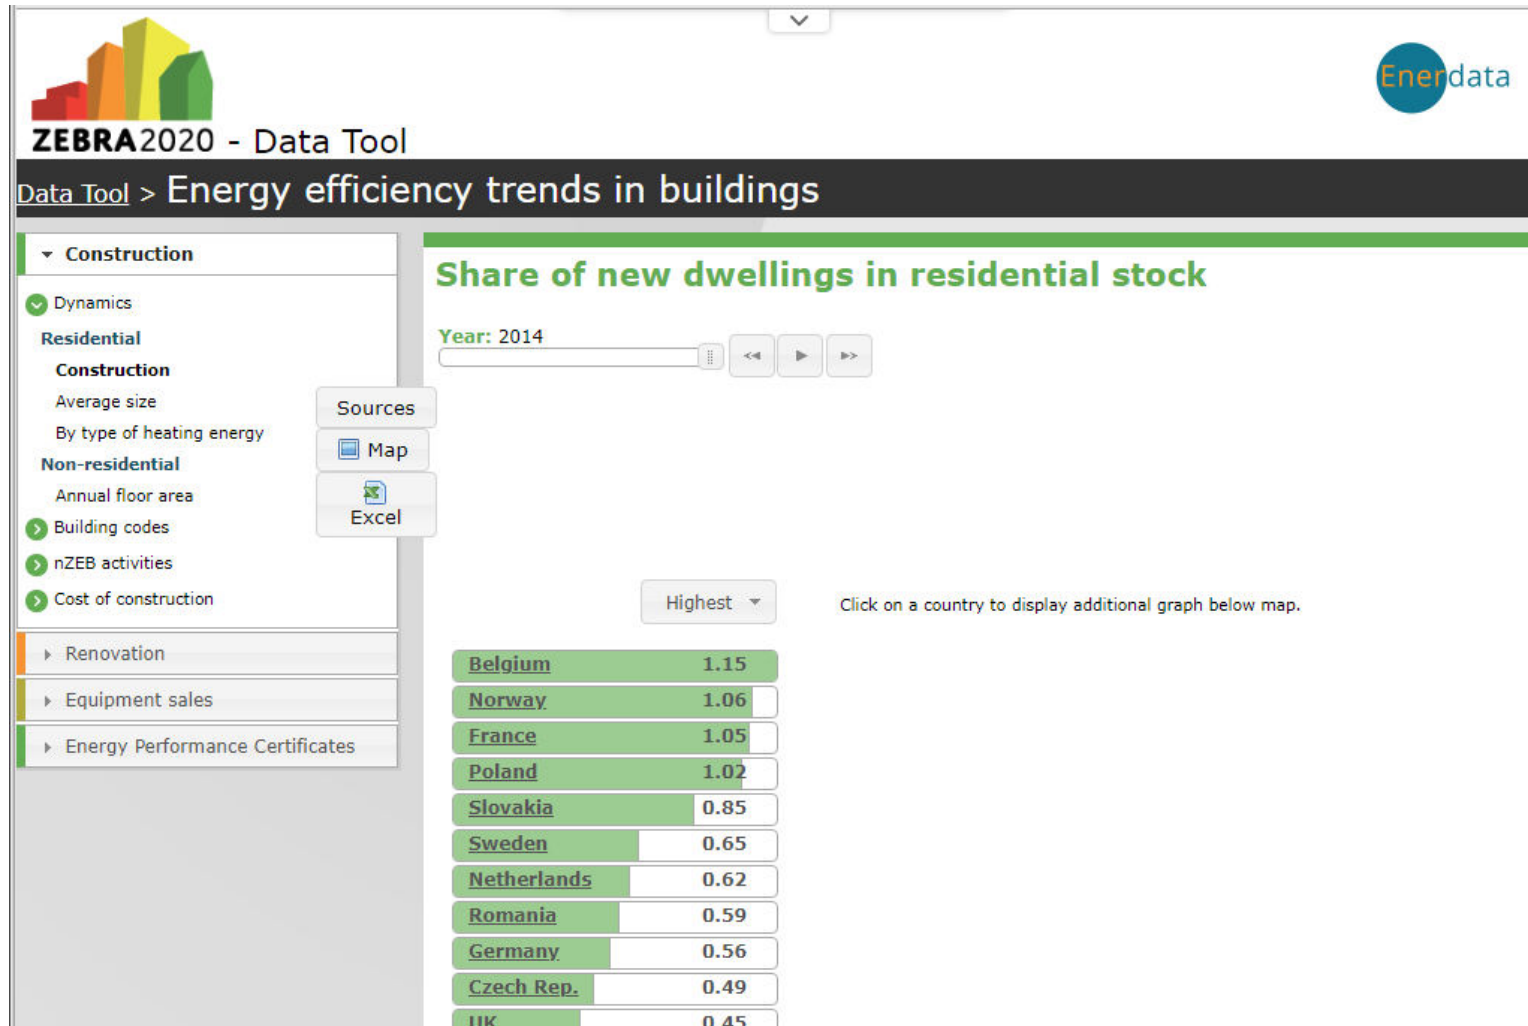 Enerdata
ZEBRA2020 - Data Tool
Data Tool > Energy efficiency trends in buildings
Construction
Dynamics
Residential
Construction
Average size
By type of heating energy
Non-residential
Annual floor area
Building codes
nZEB activities
Cost of construction
Renovation
Equipment sales
Energy Performance Certificates
Sources
Map
Excel
Share of new dwellings in residential stock
Year: 2014
Highest
Click on a country to display additional graph below map.
Belgium 1.15
Norway 1.06
France 1.05
Poland 1.02
Slovakia 0.85
Sweden 0.65
Netherlands 0.62
Romania 0.59
Germany 0.56
Czech Rep. 0.49
UK 0.45